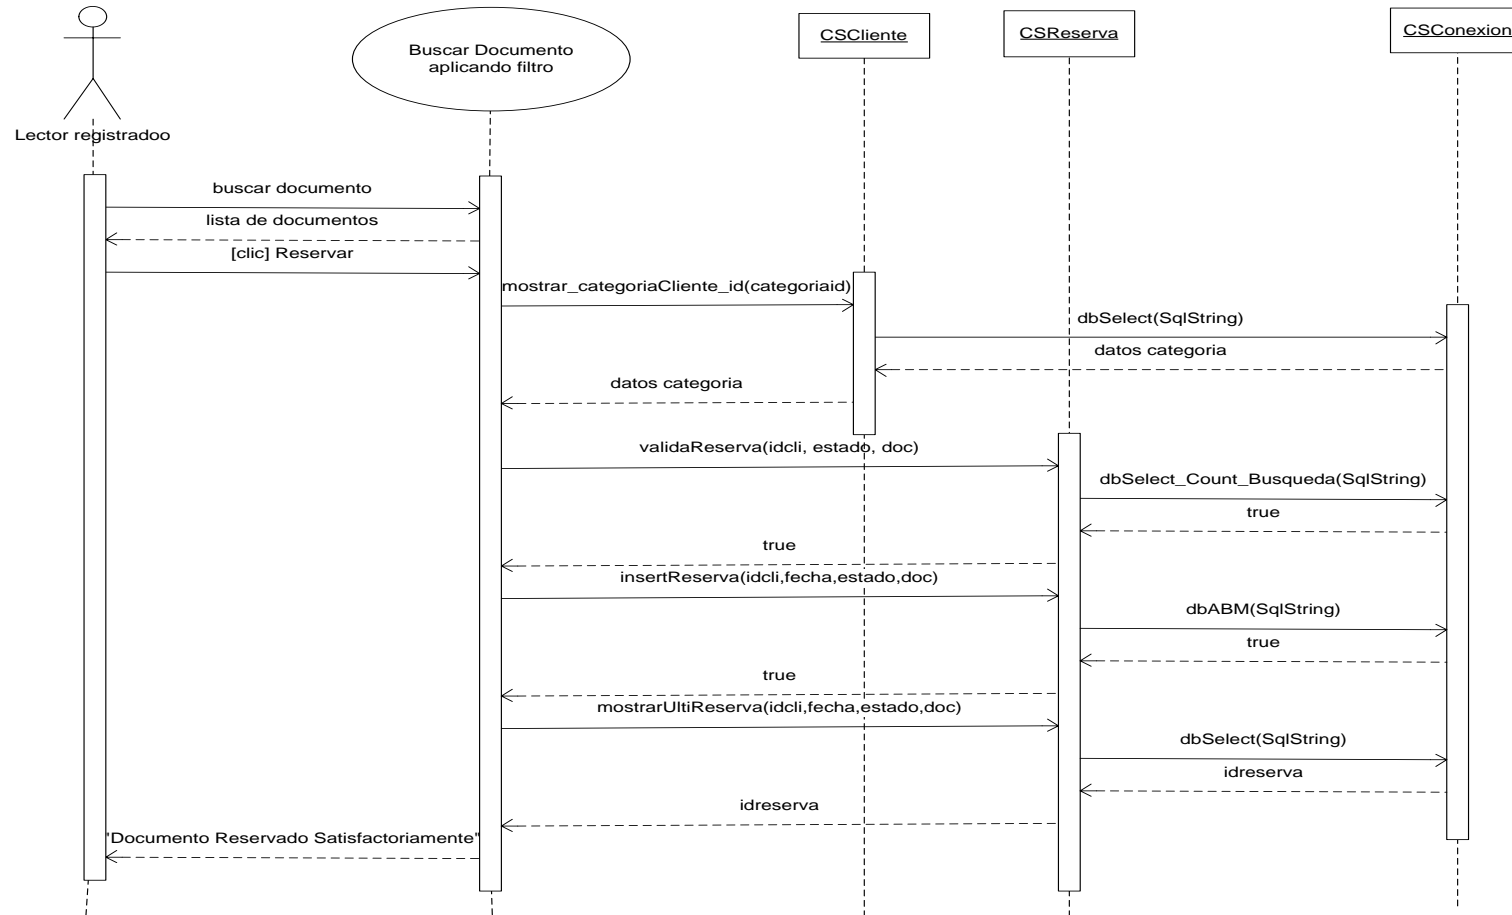 Buscar Documento
aplicando filtro
CSCliente
CSReserva
CSConexion
Lector registradoo
buscar documento
lista de documentos
[clic] Reservar
mostrar_categoriaCliente_id(categoriaid)
dbSelect(SqlString)
datos categoria
datos categoria
validaReserva(idcli, estado, doc)
dbSelect_Count_Busqueda(SqlString)
true
true
insertReserva(idcli,fecha,estado,doc)
dbABM(SqlString)
true
true
mostrarUltiReserva(idcli,fecha,estado,doc)
dbSelect(SqlString)
idreserva
idreserva
"Documento Reservado Satisfactoriamente"